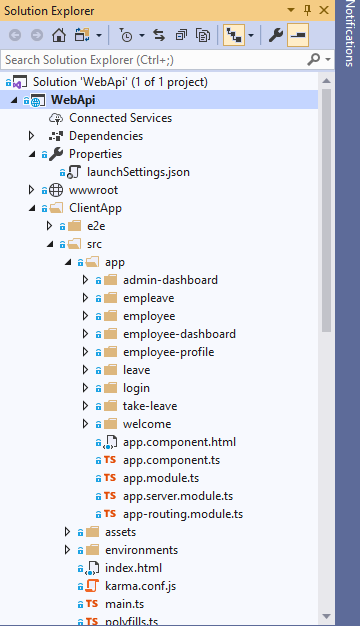 Solution Explorer
Notifications
Search Solution Explorer (Ctrl+;)
Solution 'WebApi' (1 of 1 project)
WebApi
Connected Services
Dependencies
Properties
launchSettings.json
wwwroot
ClientApp
e2e
src
app
admin-dashboard
empleave
employee
employee-dashboard
employee-profile
leave
login
take-leave
welcome
app.component.html
TS app.component.ts
TS app.module.ts
TS app.server.module.ts
TS app-routing.module.ts
assets
environments
index.html
karma.conf.js
TS main.ts
TS polyfills.ts